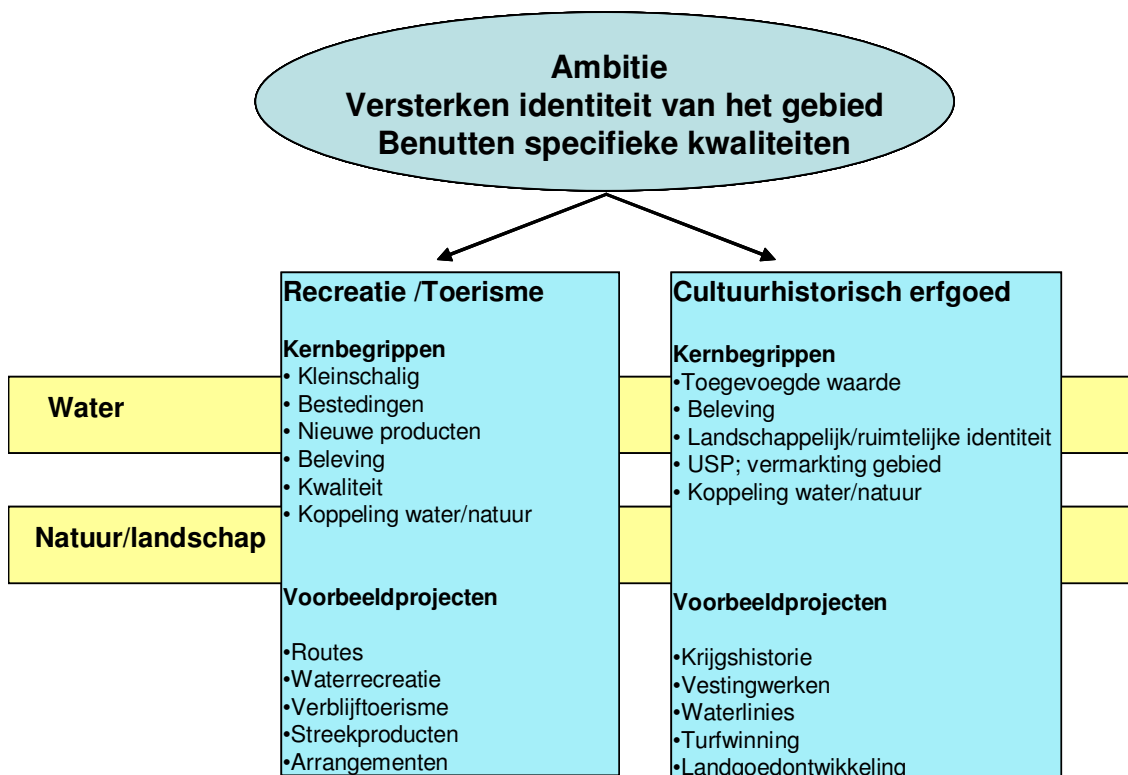 Ambitie
Versterken identiteit van het gebied
Benutten specifieke kwaliteiten
Water
Natuur/landschap
Recreatie /Toerisme
Kernbegrippen
• Kleinschalig
• Bestedingen
• Nieuwe producten
• Beleving
• Kwaliteit
• Koppeling water/natuur
Voorbeeldprojecten
•Routes
•Waterrecreatie
•Verblijftoerisme
•Streekproducten
•Arrangementen
Cultuurhistorisch erfgoed
Kernbegrippen
•Toegevoegde waarde
• Beleving
• Landschappelijk/ruimtelijke identiteit
• USP; vermarkting gebied
• Koppeling water/natuur
Voorbeeldprojecten
•Krijgshistorie
•Vestingwerken
•Waterlinies
•Turfwinning
•Landgoedontwikkeling